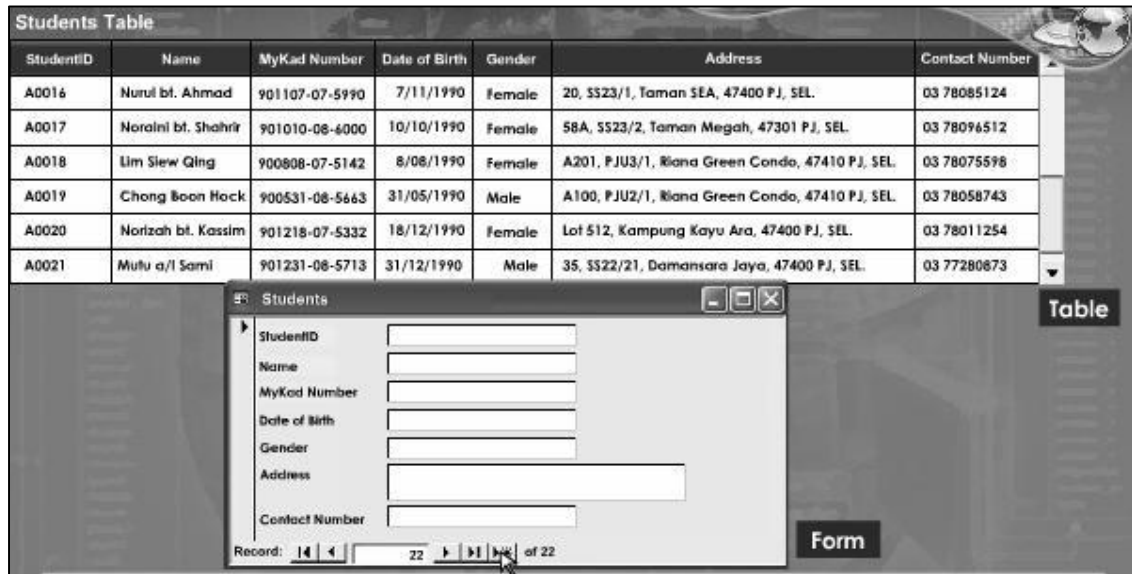 Students Table
StudentID Name MyKad Number Date of Birth Gender Address Contact Number
A0016 Nurul bt. Ahmad 901107-07-5990 7/11/1990 Female 20, SS23/1, Taman SEA, 47400 PJ, SEL. 03 78085124
A0017 Noraini bt. Shahrir 901010-08-6000 10/10/1990 Female 58A, SS23/2, Taman Megah, 47301 PJ, SEL. 03 78096512
A0018 Lim Siew Qing 900808-07-5142 8/08/1990 Female A201, PJU3/1, Riana Green Condo, 47410 PJ, SEL. 03 78075598
A0019 Chong Boon Hock 900531-08-5663 31/05/1990 Male A100, PJU2/1, Riana Green Condo, 47410 PJ, SEL. 03 78058743
A0020 Norizah bt. Kassim 901218-07-5332 18/12/1990 Female Lot 512, Kampung Kayu Ara, 47400 PJ, SEL. 03 78011254
A0021 Mutu a/l Sami 901231-08-5713 31/12/1990 Male 35, SS22/21, Damansara Jaya, 47400 PJ, SEL. 03 77280873
Table
Students
StudentID
Name
MyKad Number
Date of Birth
Gender
Address
Contact Number
Record: 22 of 22
Form